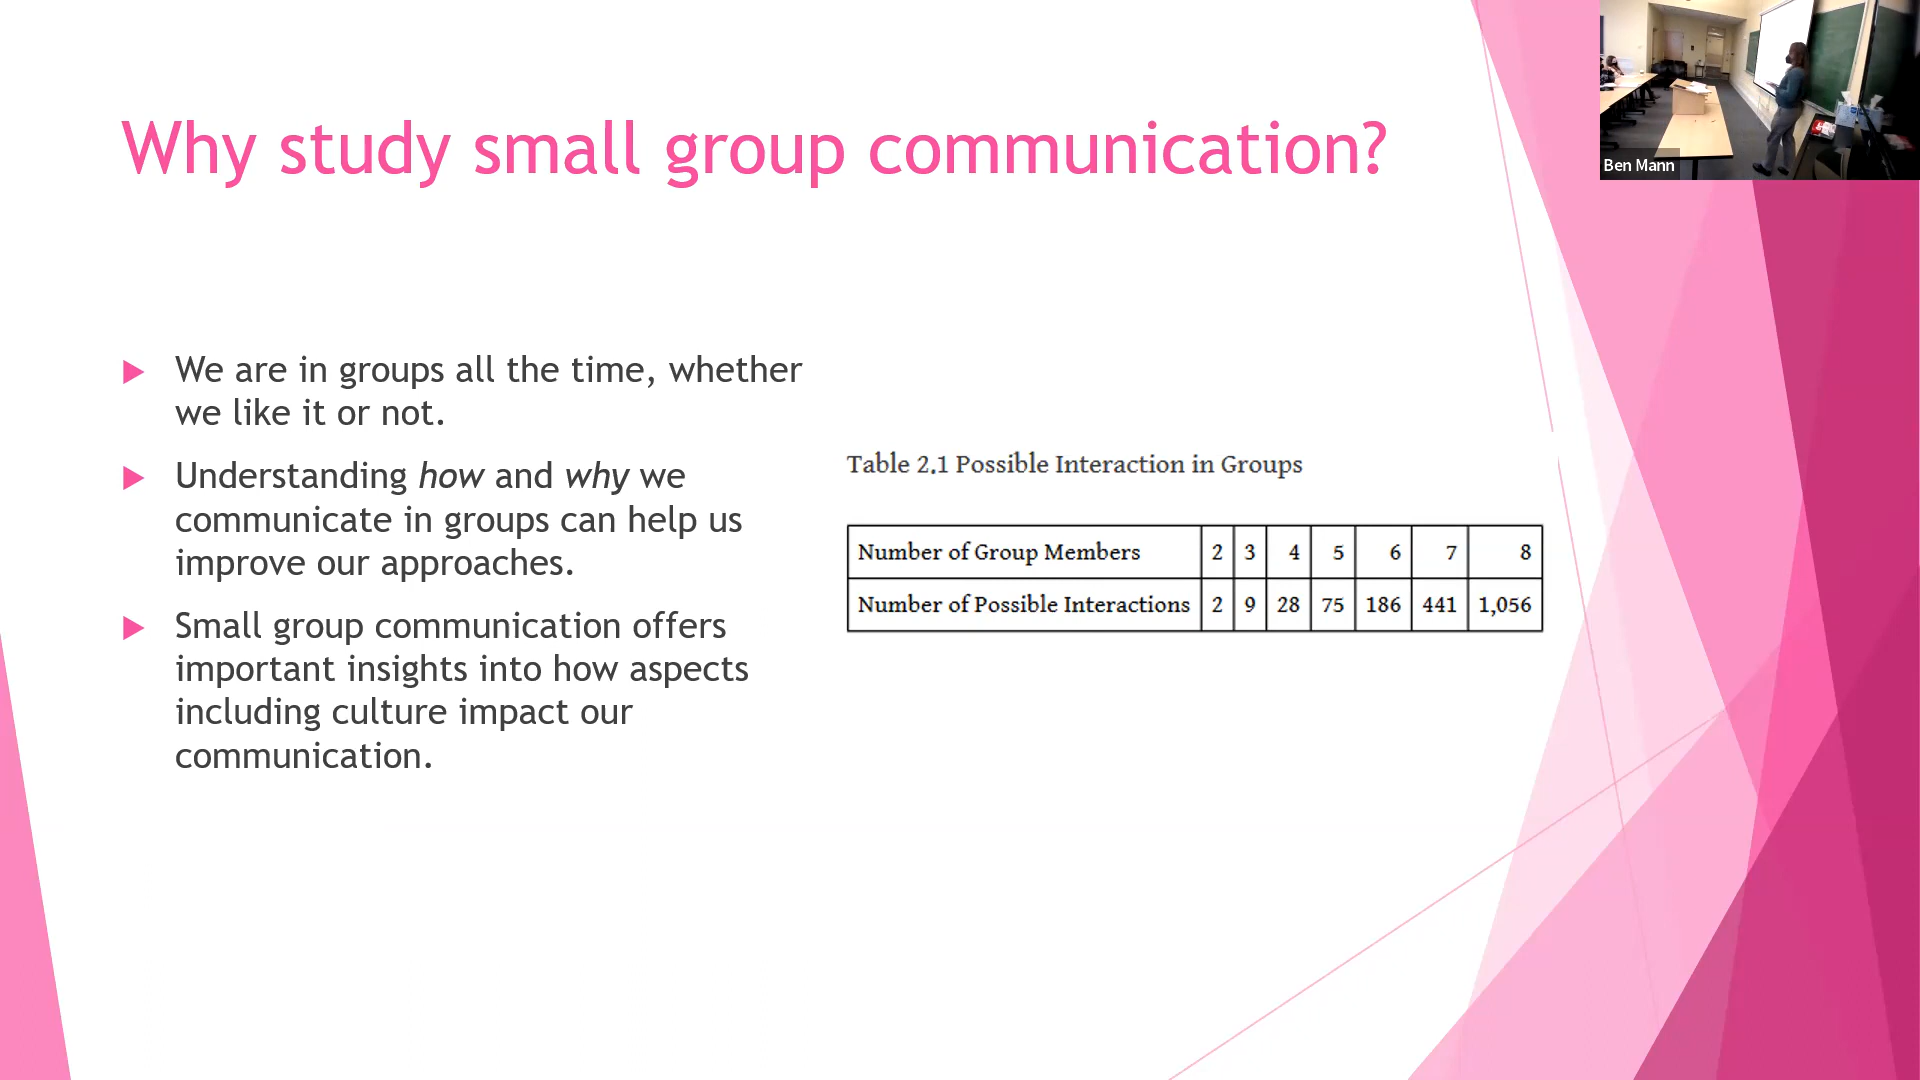 Why study small group communication?
We are in groups all the time, whether
we like it or not.
Understanding how and why we
communicate in groups can help us
improve our approaches.
Small group communication offers
important insights into how aspects
including culture impact our
communication.
Table 2.1 Possible Interaction in Groups
Number of Group Members 2 3 4 5 6 7 8
Number of Possible Interactions 2 9 28 75 186 441 1,056
Ben Mann